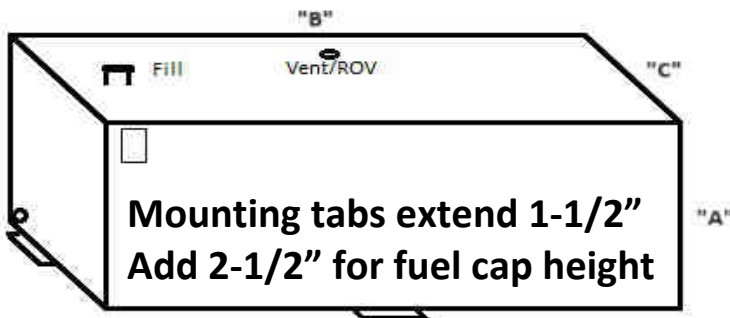 "B"
Fill
Vent/ROV
"C"
"A"
Mounting tabs extend 1-1/2”
Add 2-1/2” for fuel cap height